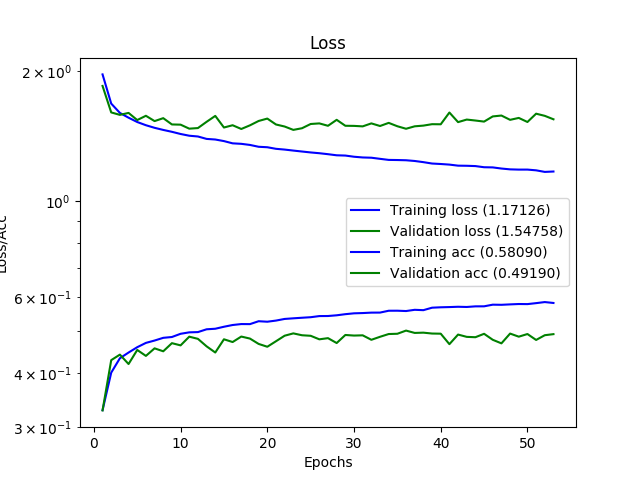 Loss
2 × 10⁰
10⁰
6 × 10⁻¹
4 × 10⁻¹
3 × 10⁻¹
Loss/Acc
Training loss (1.17126)
Validation loss (1.54758)
Training acc (0.58090)
Validation acc (0.49190)
0 10 20 30 40 50
Epochs